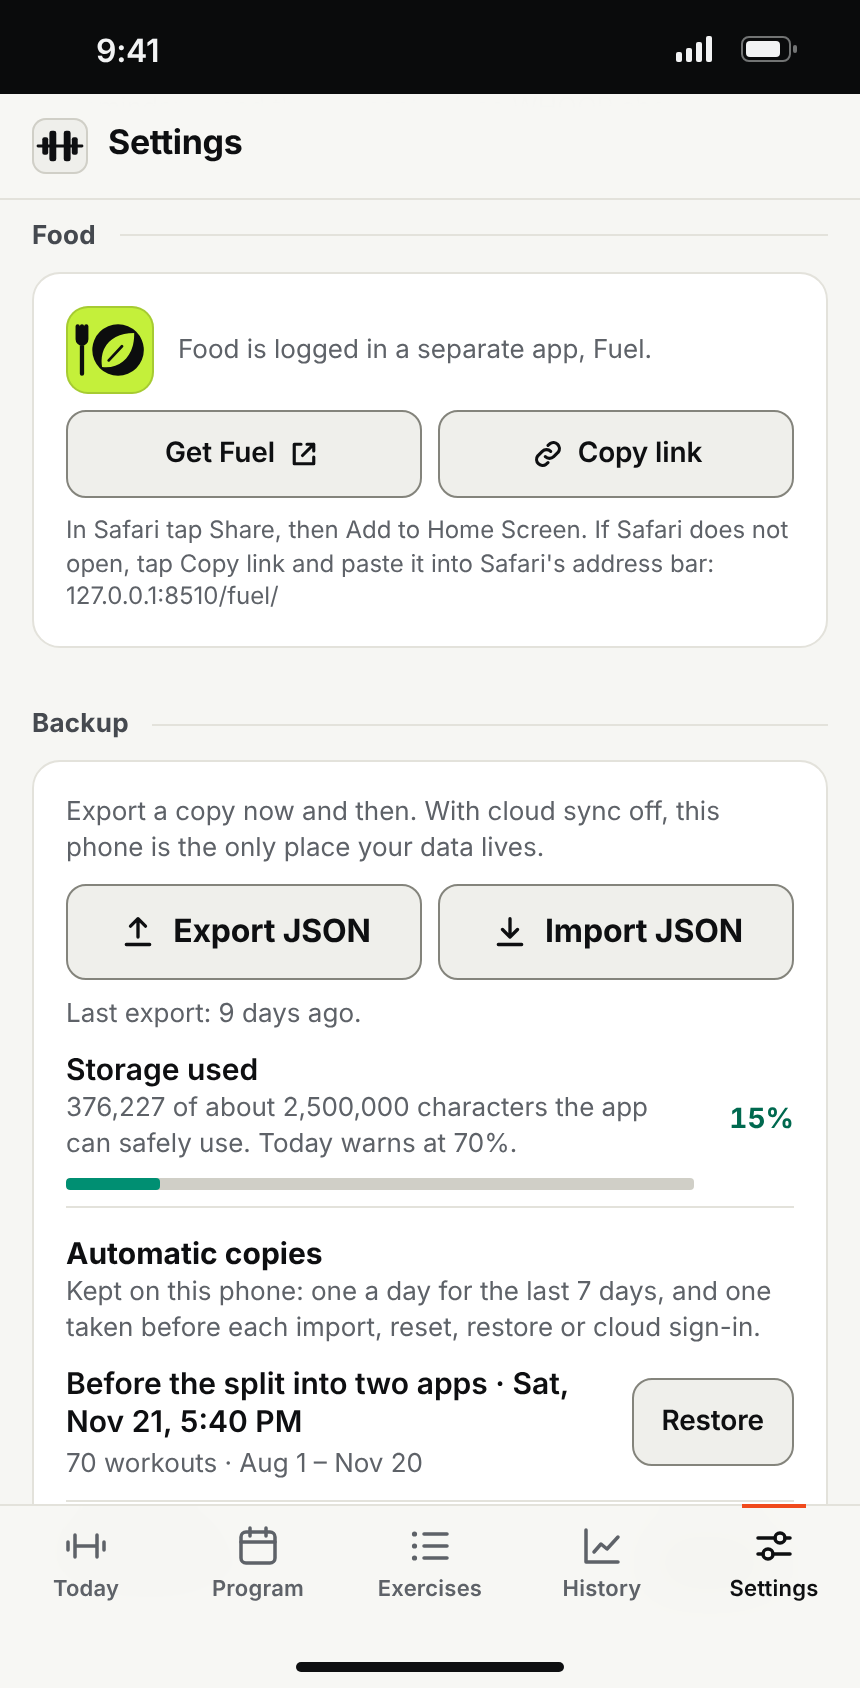 9:41
Settings
Food
Food is logged in a separate app, Fuel.
Get Fuel
Copy link
In Safari tap Share, then Add to Home Screen. If Safari does not
open, tap Copy link and paste it into Safari's address bar:
127.0.0.1:8510/fuel/
Backup
Export a copy now and then. With cloud sync off, this
phone is the only place your data lives.
Export JSON
Import JSON
Last export: 9 days ago.
Storage used
376,227 of about 2,500,000 characters the app
can safely use. Today warns at 70%.
15%
Automatic copies
Kept on this phone: one a day for the last 7 days, and one
taken before each import, reset, restore or cloud sign-in.
Before the split into two apps · Sat,
Nov 21, 5:40 PM
70 workouts · Aug 1 – Nov 20
Restore
Today
Program
Exercises
History
Settings